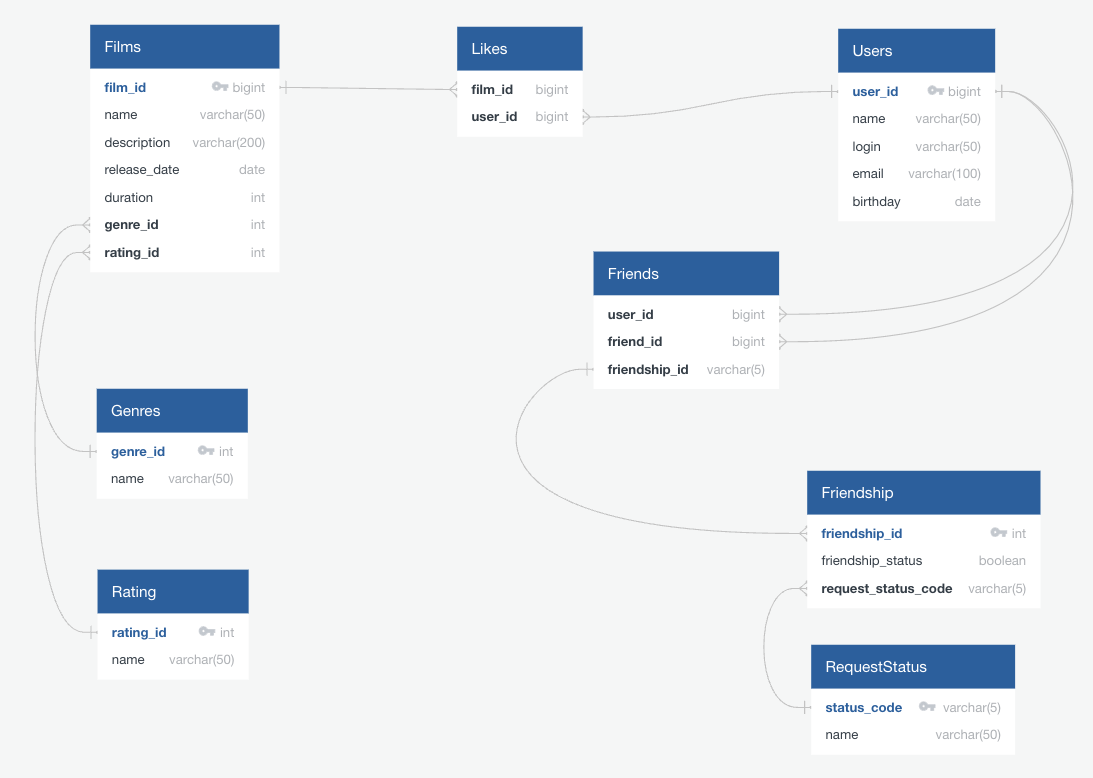 Films
film_id bigint
name varchar(50)
description varchar(200)
release_date date
duration int
genre_id int
rating_id int
Likes
film_id bigint
user_id bigint
Users
user_id bigint
name varchar(50)
login varchar(50)
email varchar(100)
birthday date
Friends
user_id bigint
friend_id bigint
friendship_id varchar(5)
Genres
genre_id int
name varchar(50)
Friendship
friendship_id int
friendship_status boolean
request_status_code varchar(5)
Rating
rating_id int
name varchar(50)
RequestStatus
status_code varchar(5)
name varchar(50)